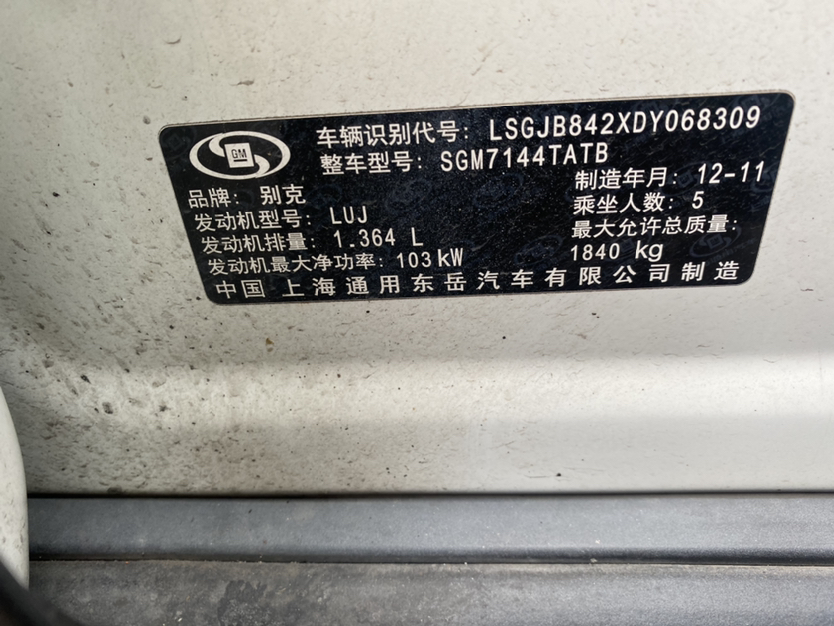 GM
车辆识别代号: LSGJB842XDY068309
整车型号: SGM7144TATB
品牌: 别克
制造年月: 12-11
发动机型号: LUJ
乘坐人数: 5
发动机排量: 1.364 L
最大允许总质量:
1840 kg
发动机最大净功率: 103kW
中国 上海通用东岳汽车有限公司制造